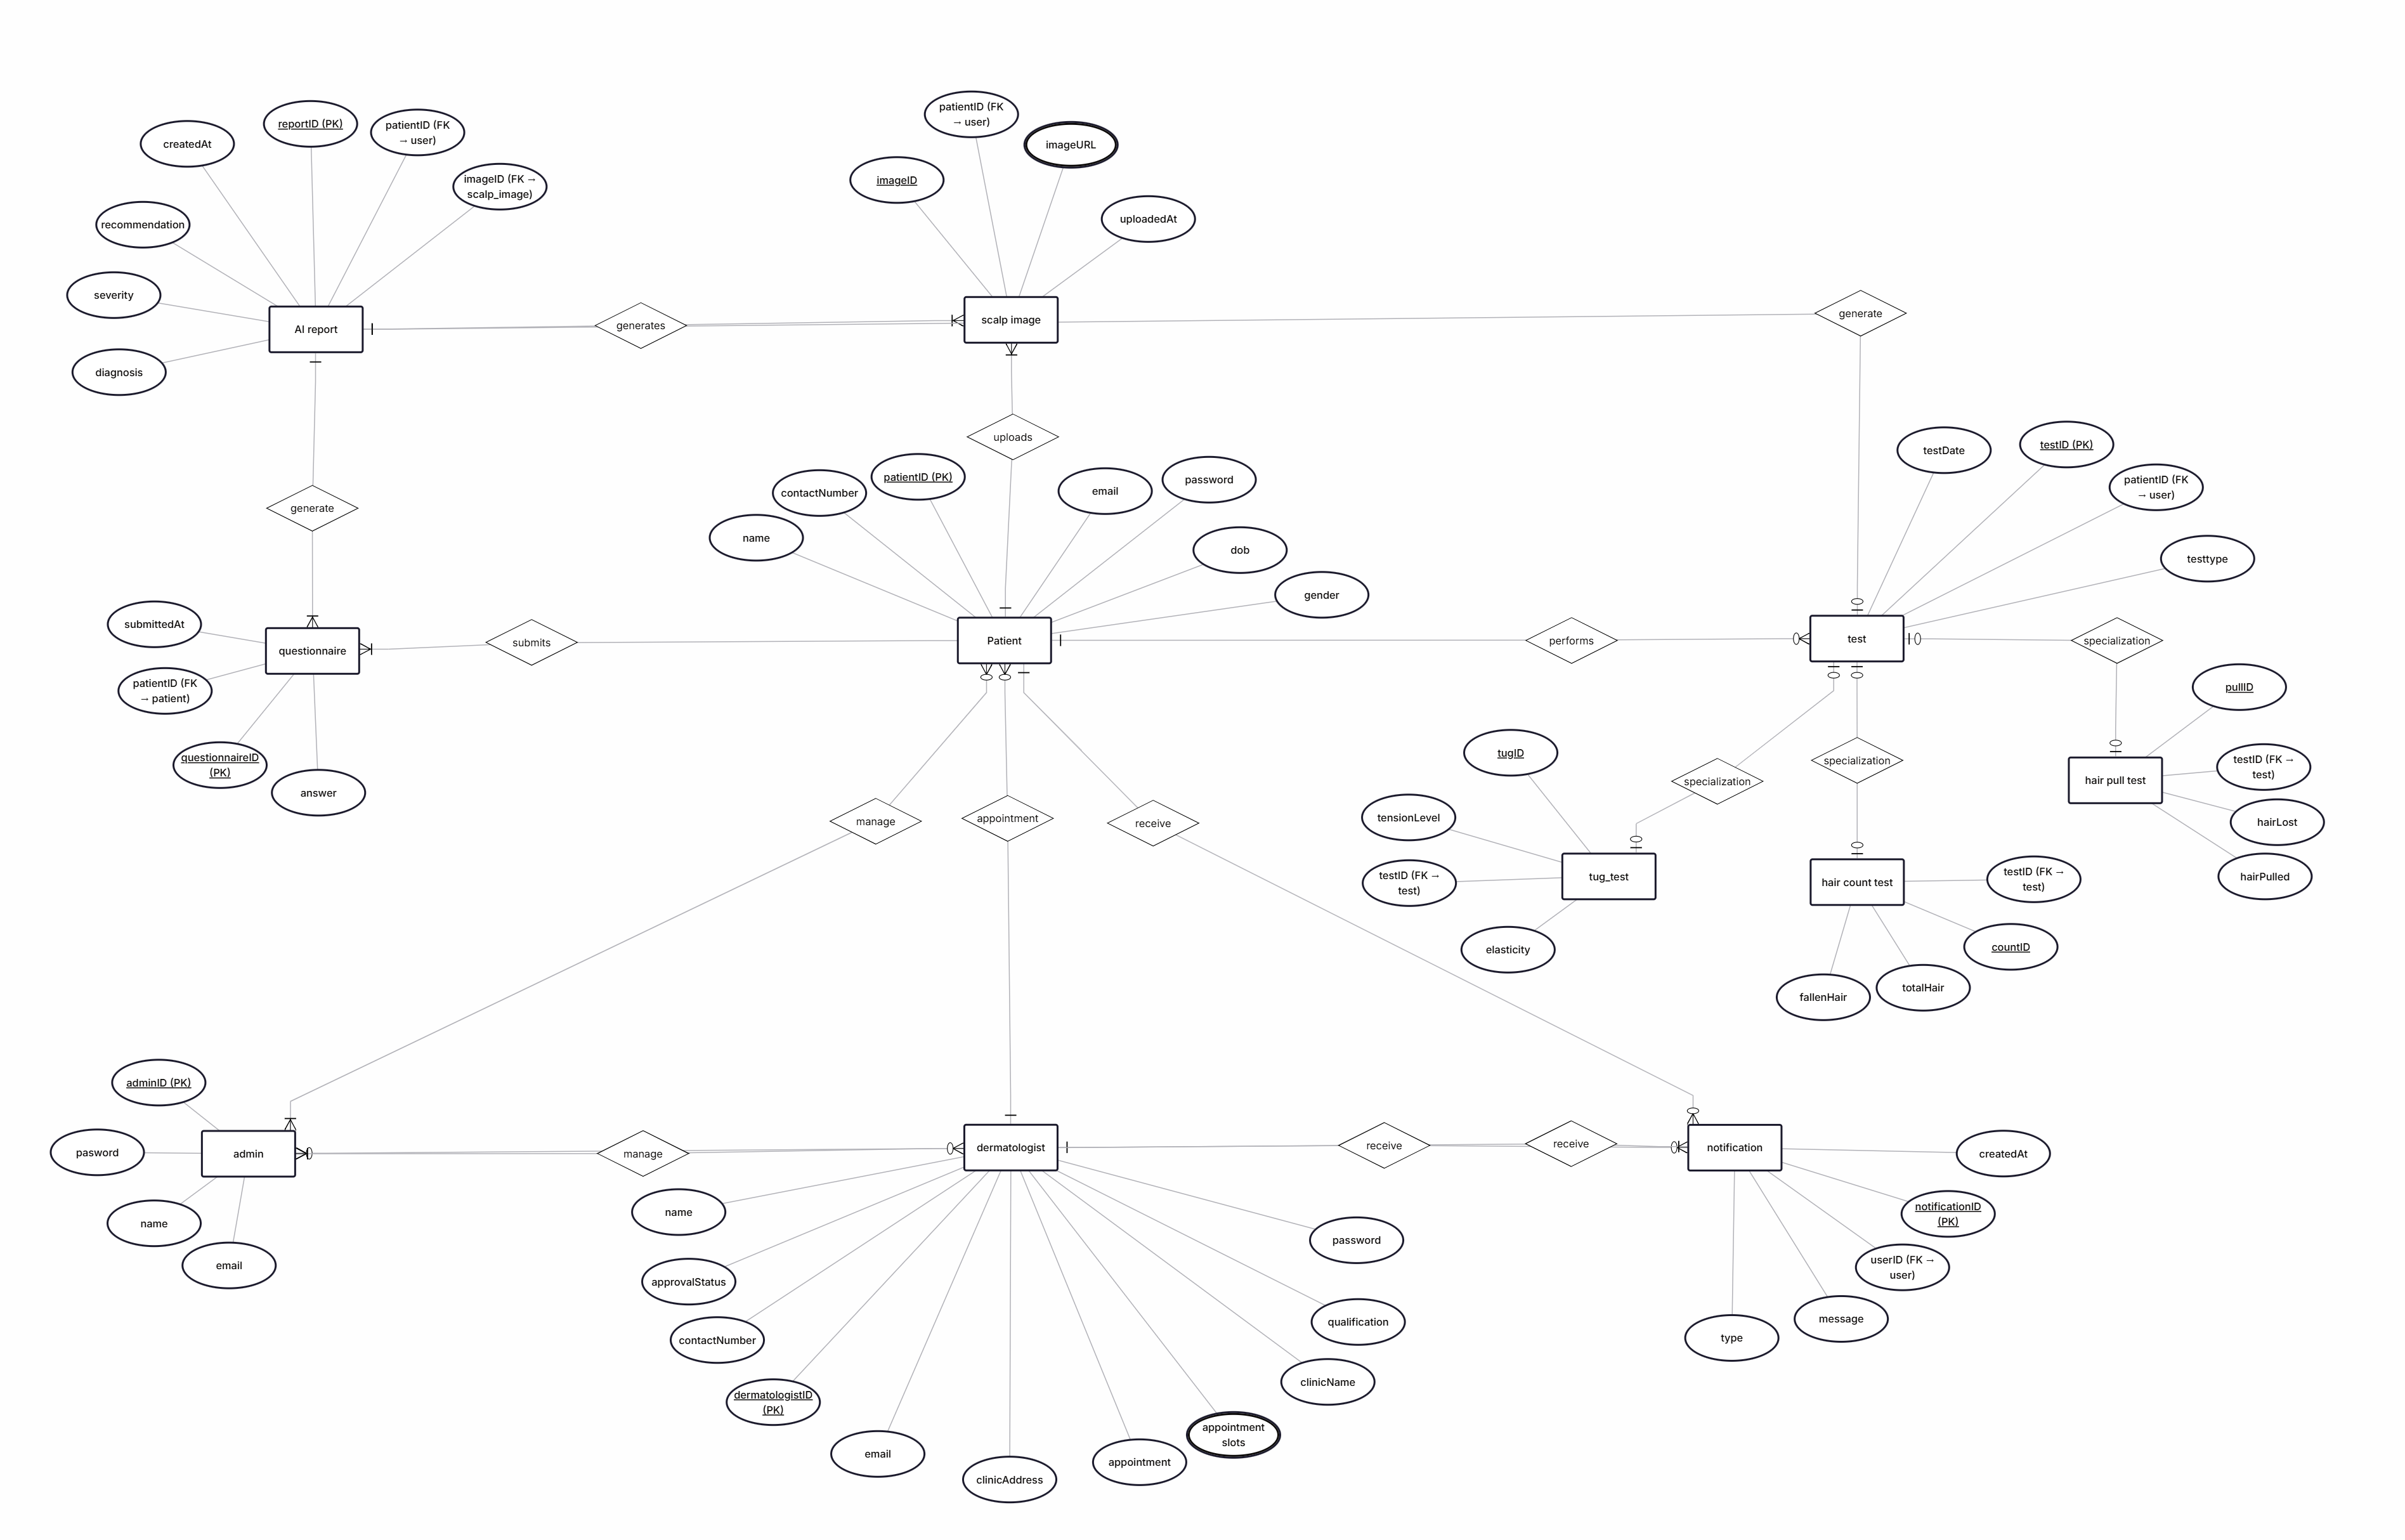 patientID (FK
→ user)
reportID (PK)
patientID (FK
→ user)
createdAt
imageURL
imageID (FK →
scalp_image)
imageID
recommendation
uploadedAt
severity
AI report
generates
scalp image
generate
diagnosis
uploads
testDate
testID (PK)
contactNumber
patientID (PK)
email
password
patientID (FK
→ user)
generate
name
dob
testtype
gender
submittedAt
questionnaire
submits
Patient
performs
test
specialization
patientID (FK
→ patient)
pullID
questionnaireID
(PK)
answer
tugID
specialization
specialization
hair pull test
testID (FK →
test)
manage
appointment
receive
tensionLevel
hairLost
testID (FK →
test)
tug_test
hair count test
testID (FK →
test)
hairPulled
elasticity
countID
fallenHair
totalHair
adminID (PK)
pasword
admin
manage
dermatologist
receive
receive
notification
createdAt
name
name
notificationID
(PK)
email
approvalStatus
password
userID (FK →
user)
contactNumber
qualification
message
type
dermatologistID
(PK)
clinicName
email
clinicAddress
appointment
appointment
slots